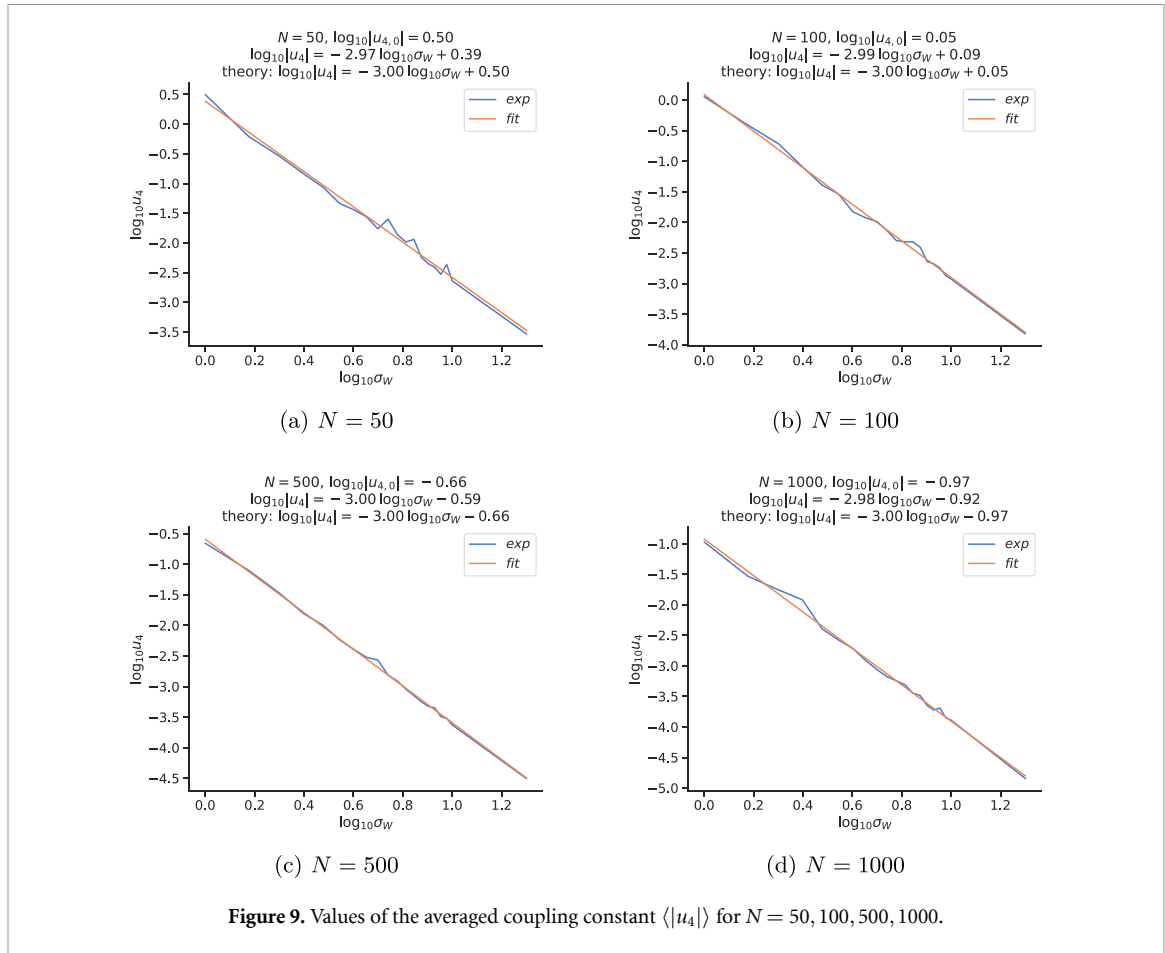 N = 50, log₁₀|u₄,₀| = 0.50
log₁₀|u₄| = − 2.97 log₁₀σ_W + 0.39
theory: log₁₀|u₄| = − 3.00 log₁₀σ_W + 0.50
exp
fit
0.5
0.0
−0.5
−1.0
−1.5
−2.0
−2.5
−3.0
−3.5
log₁₀u₄
0.0 0.2 0.4 0.6 0.8 1.0 1.2
log₁₀σ_W
(a) N = 50
N = 100, log₁₀|u₄,₀| = 0.05
log₁₀|u₄| = − 2.99 log₁₀σ_W + 0.09
theory: log₁₀|u₄| = − 3.00 log₁₀σ_W + 0.05
exp
fit
0.0
−0.5
−1.0
−1.5
−2.0
−2.5
−3.0
−3.5
−4.0
log₁₀u₄
0.0 0.2 0.4 0.6 0.8 1.0 1.2
log₁₀σ_W
(b) N = 100
N = 500, log₁₀|u₄,₀| = − 0.66
log₁₀|u₄| = − 3.00 log₁₀σ_W − 0.59
theory: log₁₀|u₄| = − 3.00 log₁₀σ_W − 0.66
exp
fit
−0.5
−1.0
−1.5
−2.0
−2.5
−3.0
−3.5
−4.0
−4.5
log₁₀u₄
0.0 0.2 0.4 0.6 0.8 1.0 1.2
log₁₀σ_W
(c) N = 500
N = 1000, log₁₀|u₄,₀| = − 0.97
log₁₀|u₄| = − 2.98 log₁₀σ_W − 0.92
theory: log₁₀|u₄| = − 3.00 log₁₀σ_W − 0.97
exp
fit
−1.0
−1.5
−2.0
−2.5
−3.0
−3.5
−4.0
−4.5
−5.0
log₁₀u₄
0.0 0.2 0.4 0.6 0.8 1.0 1.2
log₁₀σ_W
(d) N = 1000
Figure 9. Values of the averaged coupling constant ⟨|u₄|⟩ for N = 50, 100, 500, 1000.